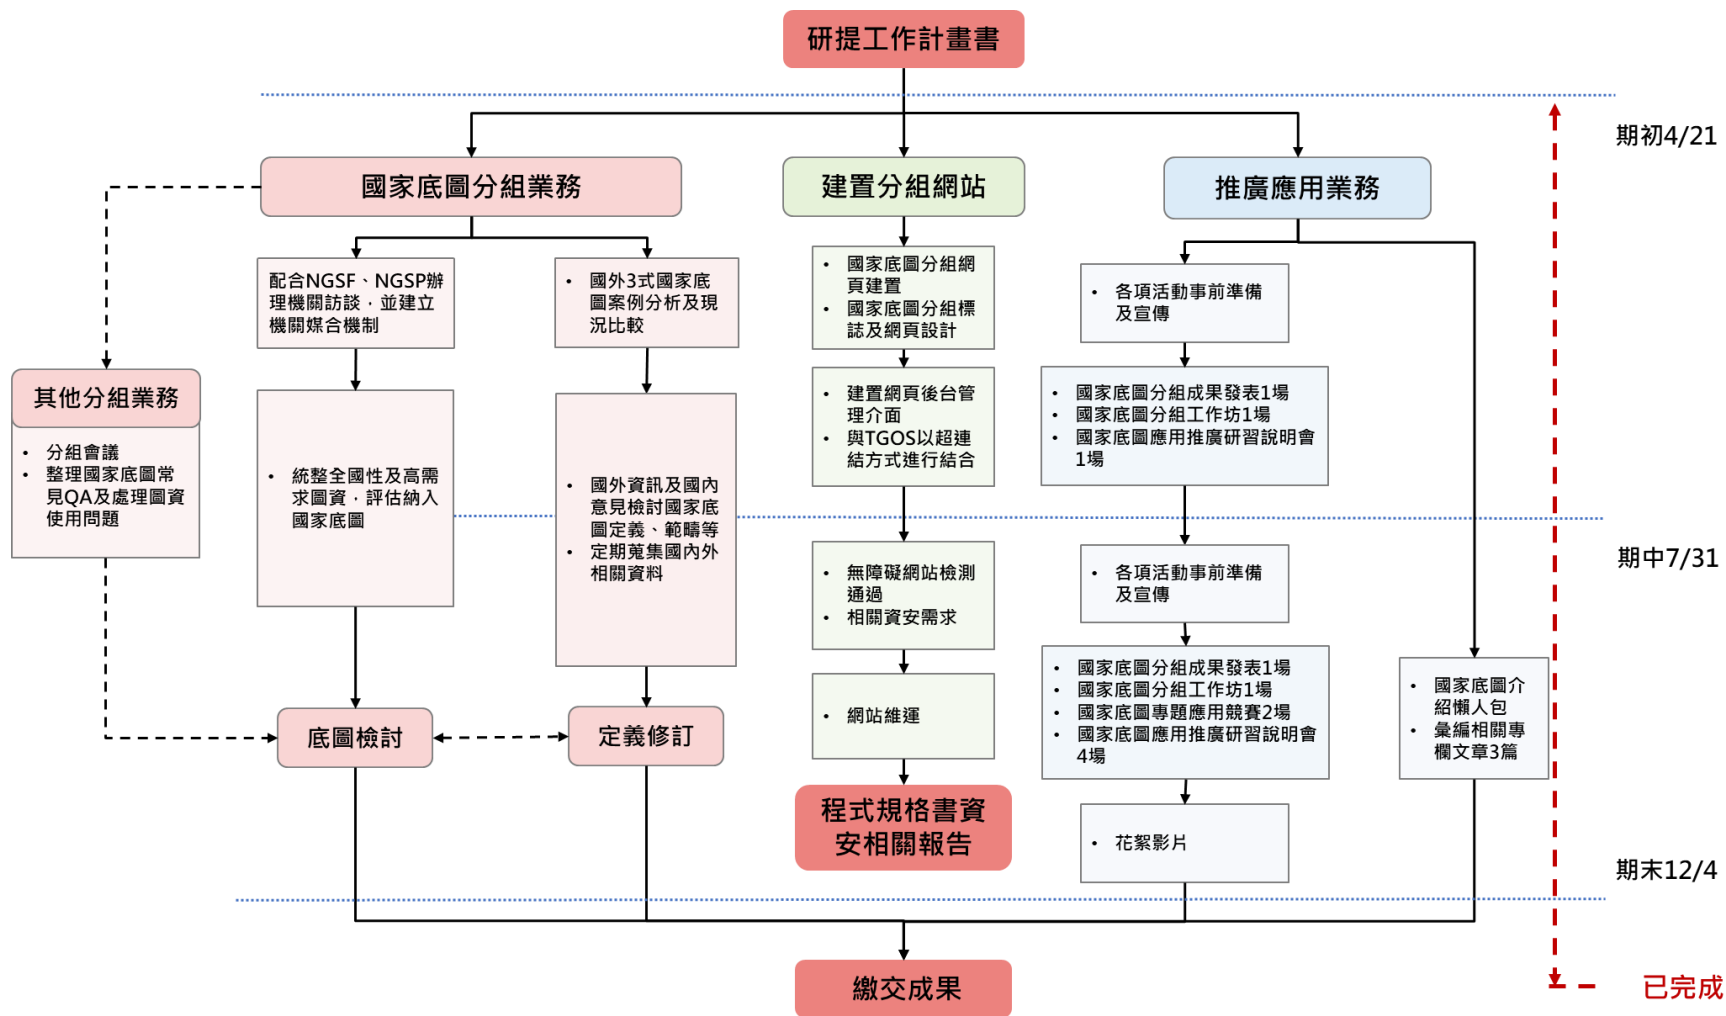 研提工作計畫書
期初4/21
國家底圖分組業務
建置分組網站
推廣應用業務
配合NGSF、NGSP辦
理機關訪談，並建立
機關媒合機制
• 國外3式國家底
圖案例分析及現
況比較
• 國家底圖分組網
頁建置
• 國家底圖分組標
誌及網頁設計
• 各項活動事前準備
及宣傳
其他分組業務
• 分組會議
• 整理國家底圖常
見QA及處理圖資
使用問題
• 統整全國性及高需
求圖資，評估納入
國家底圖
• 國外資訊及國內
意見檢討國家底
圖定義、範疇等
• 定期蒐集國內外
相關資料
• 建置網頁後台管
理介面
• 與TGOS以超連
結方式進行結合
• 國家底圖分組成果發表1場
• 國家底圖分組工作坊1場
• 國家底圖應用推廣研習說明會
1場
期中7/31
• 無障礙網站檢測
通過
• 相關資安需求
• 各項活動事前準備
及宣傳
• 網站維運
• 國家底圖分組成果發表1場
• 國家底圖分組工作坊1場
• 國家底圖專題應用競賽2場
• 國家底圖應用推廣研習說明會
4場
• 國家底圖介
紹懶人包
• 彙編相關專
欄文章3篇
底圖檢討
定義修訂
程式規格書資
安相關報告
• 花絮影片
期末12/4
繳交成果
已完成